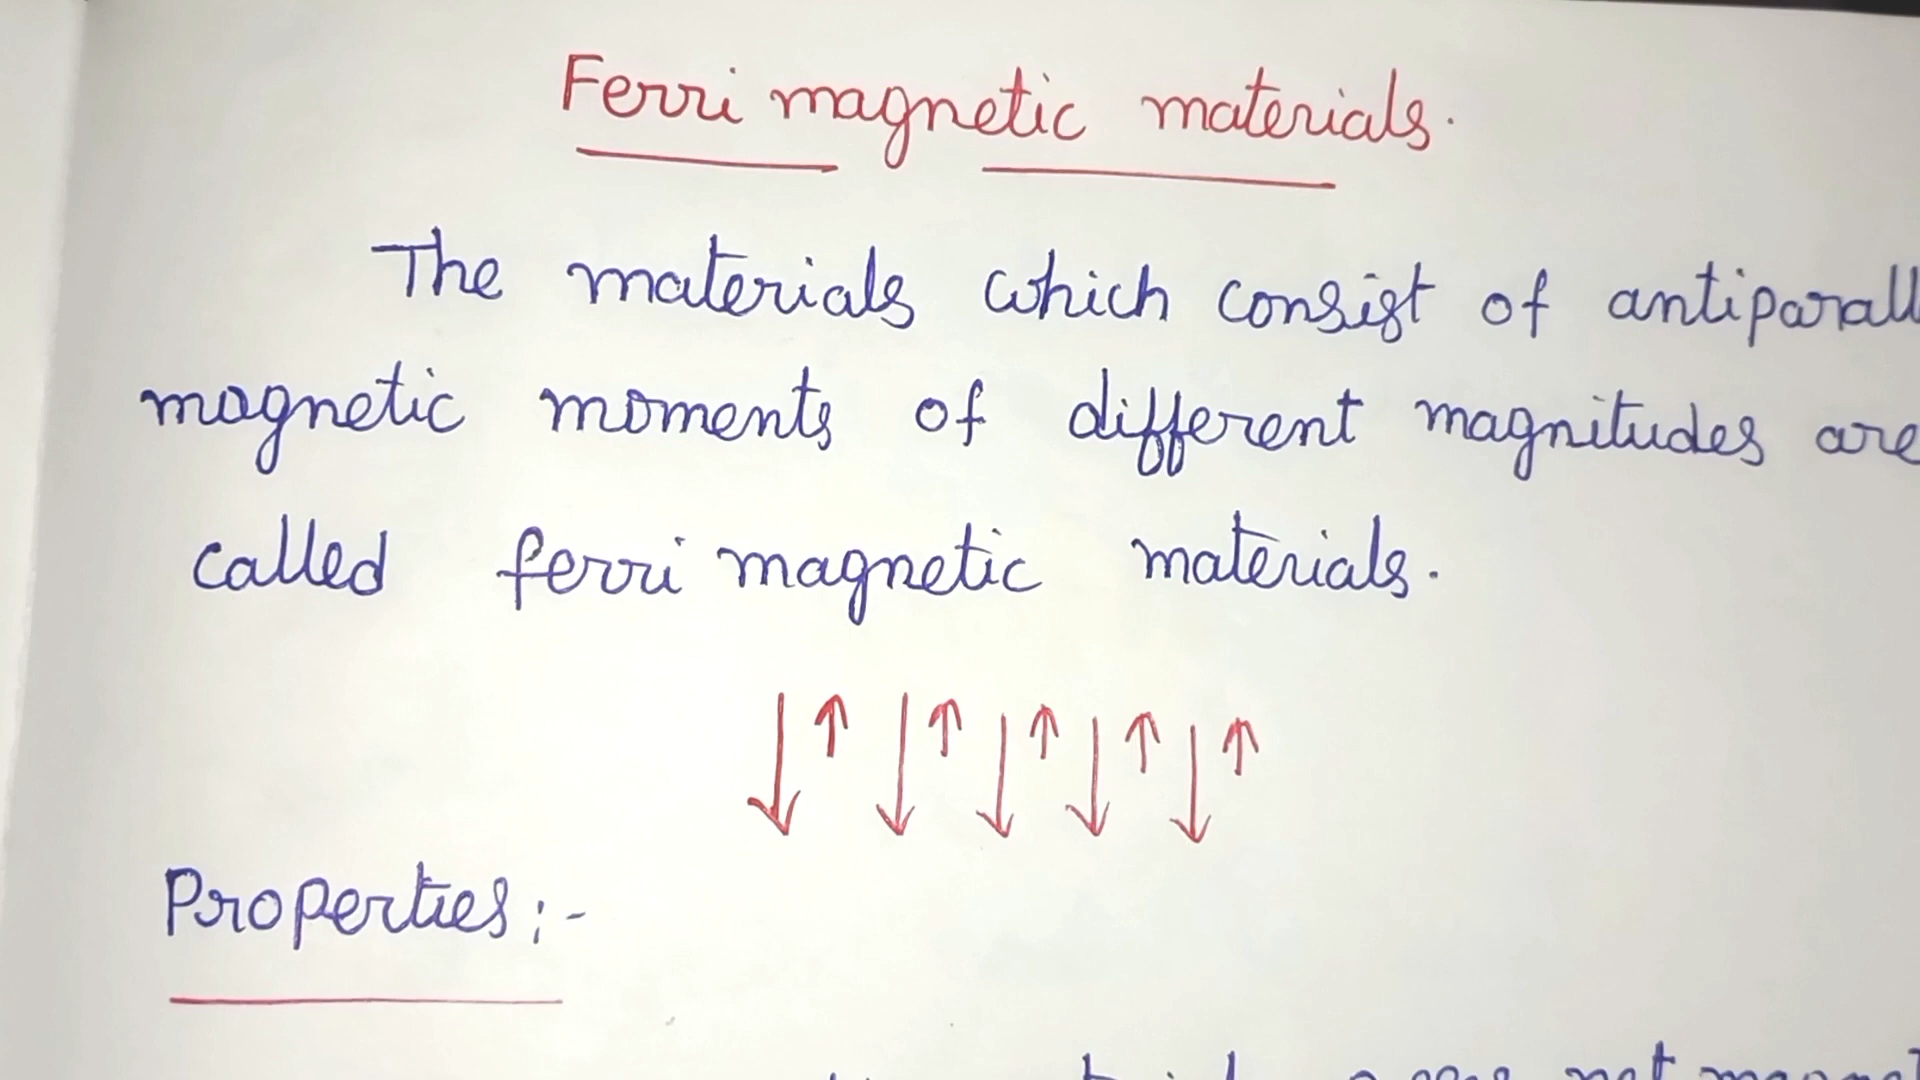 Ferri magnetic materials.
The materials which consist of antiparall
magnetic moments of different magnitudes are
called ferri magnetic materials.
Properties :-
net